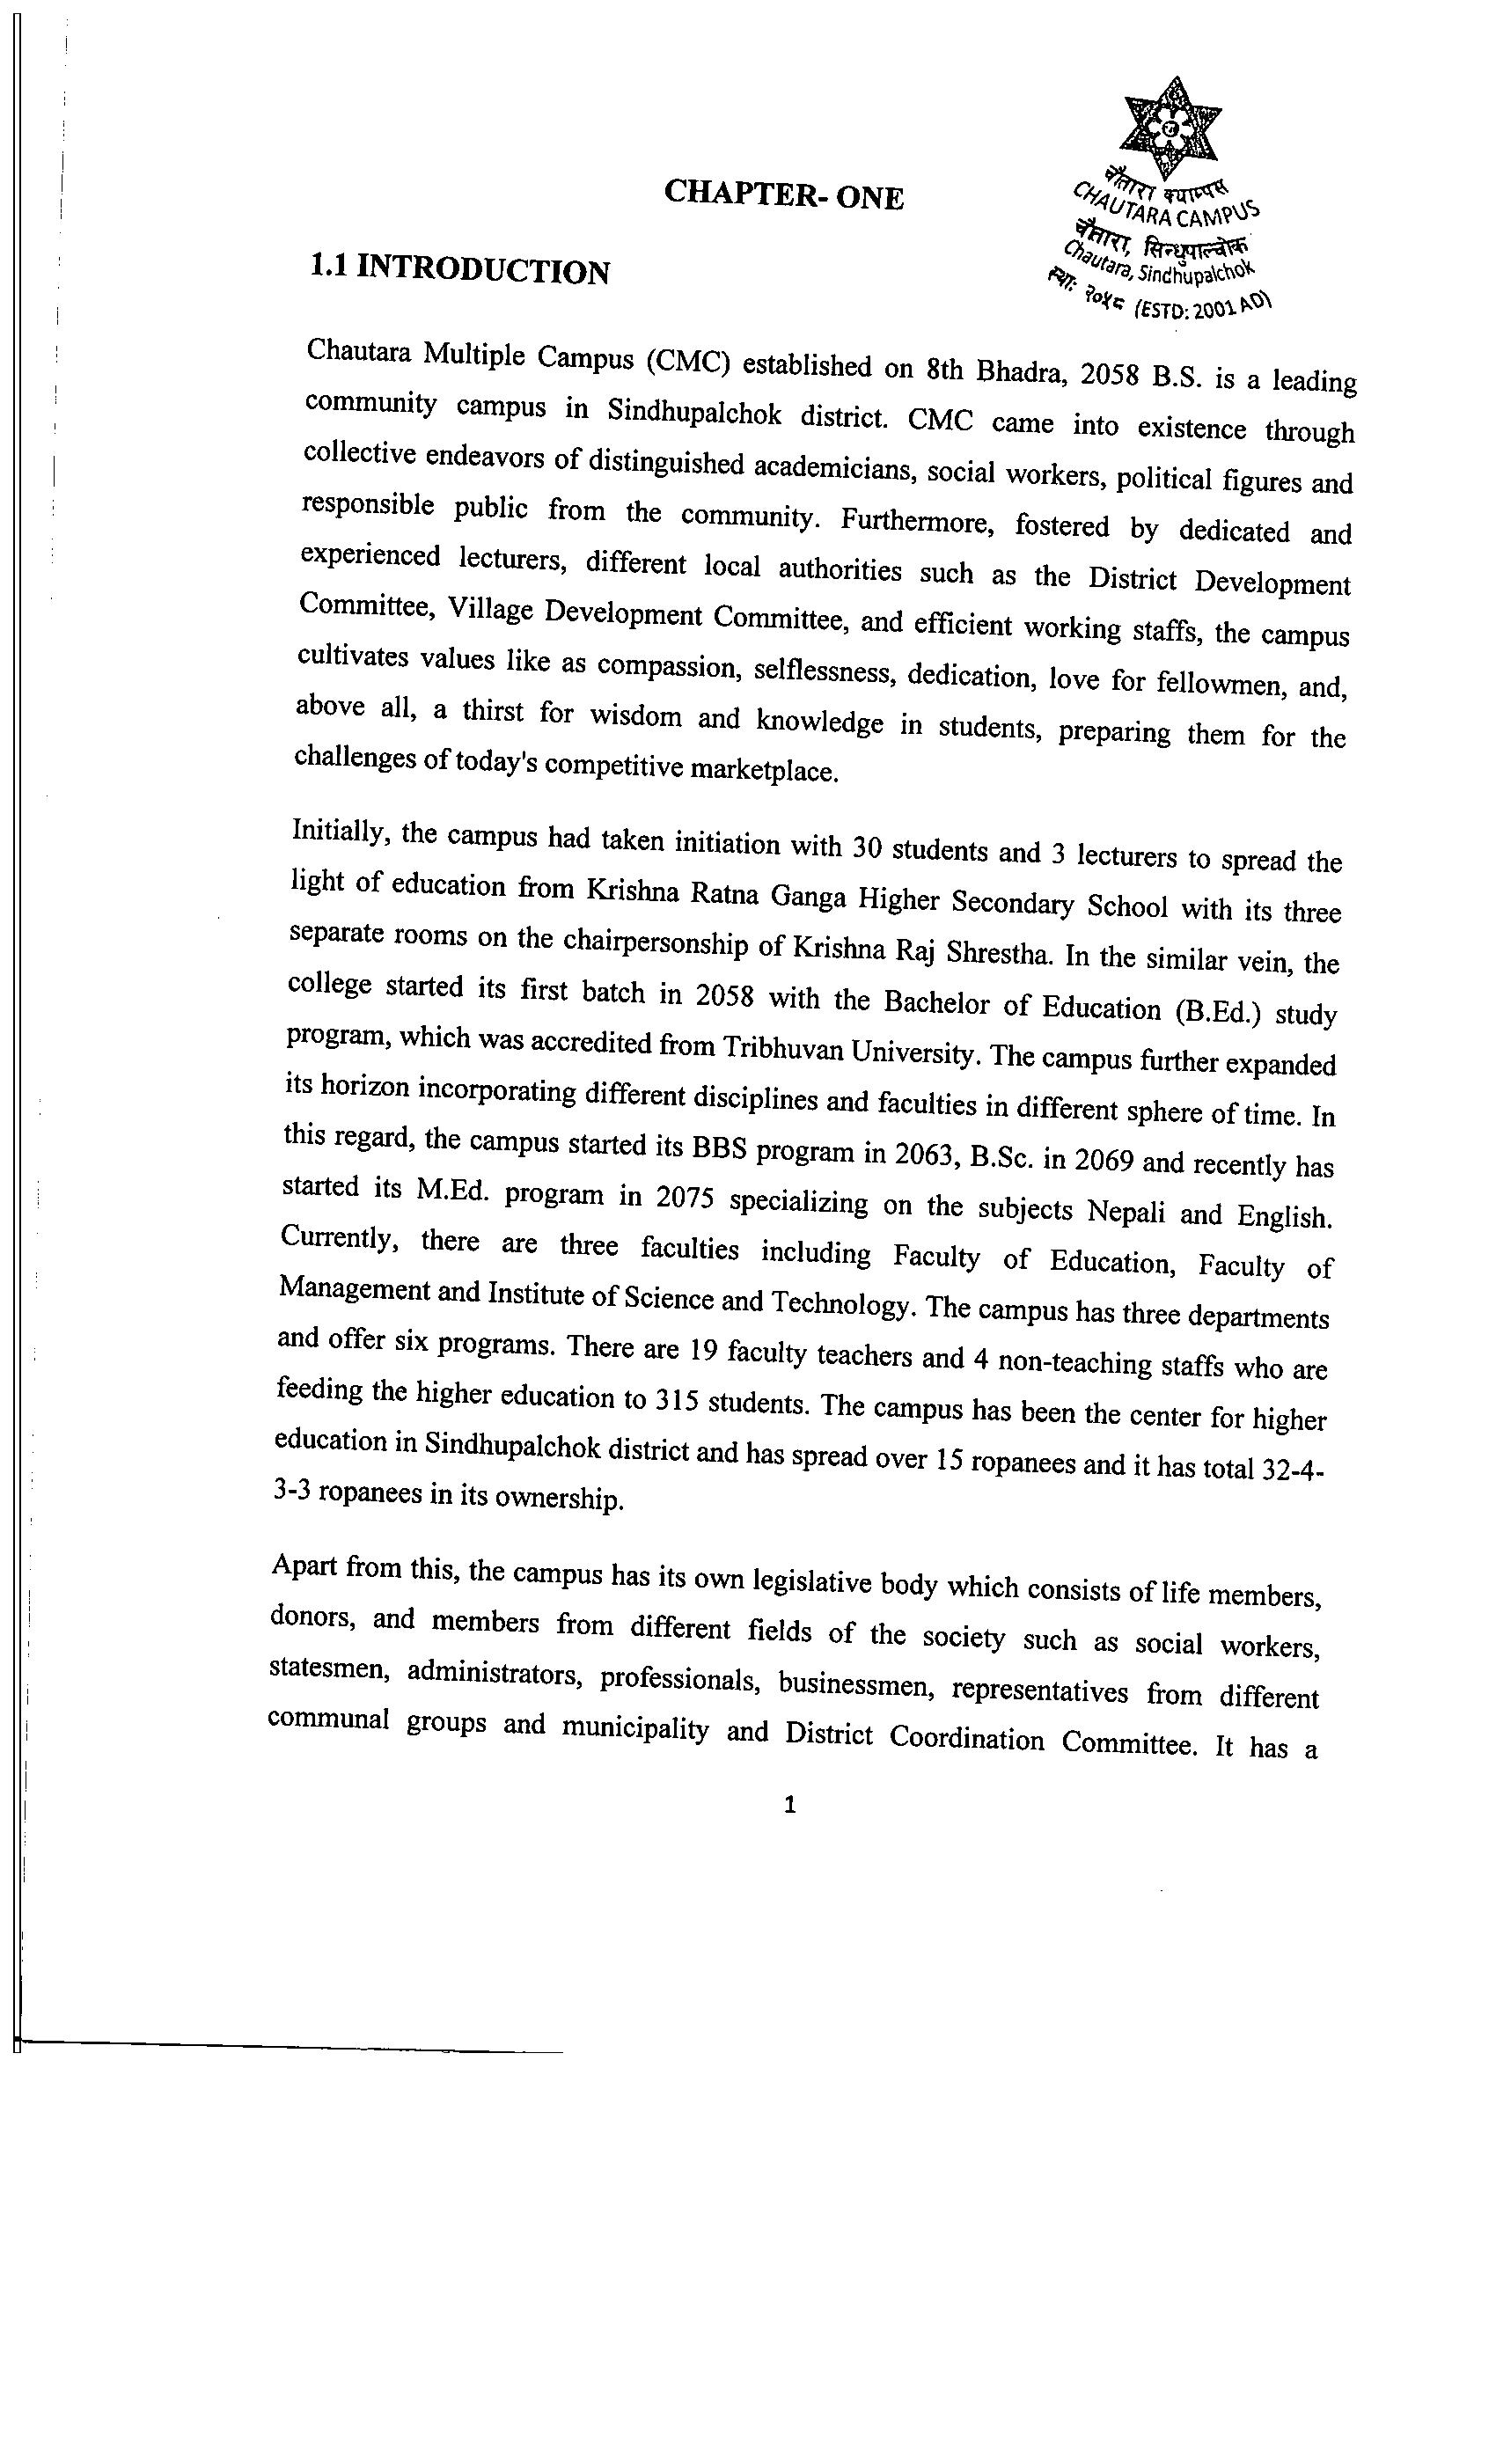 चौतारा क्याम्पस
CHAUTARA CAMPUS
चौतारा, सिन्धुपाल्चोक
Chautara, Sindhupalchok
स्था: २०५८ (ESTD: 2001 AD)
CHAPTER- ONE
1.1 INTRODUCTION
Chautara Multiple Campus (CMC) established on 8th Bhadra, 2058 B.S. is a leading
community campus in Sindhupalchok district. CMC came into existence through
collective endeavors of distinguished academicians, social workers, political figures and
responsible public from the community. Furthermore, fostered by dedicated and
experienced lecturers, different local authorities such as the District Development
Committee, Village Development Committee, and efficient working staffs, the campus
cultivates values like as compassion, selflessness, dedication, love for fellowmen, and,
above all, a thirst for wisdom and knowledge in students, preparing them for the
challenges of today's competitive marketplace.
Initially, the campus had taken initiation with 30 students and 3 lecturers to spread the
light of education from Krishna Ratna Ganga Higher Secondary School with its three
separate rooms on the chairpersonship of Krishna Raj Shrestha. In the similar vein, the
college started its first batch in 2058 with the Bachelor of Education (B.Ed.) study
program, which was accredited from Tribhuvan University. The campus further expanded
its horizon incorporating different disciplines and faculties in different sphere of time. In
this regard, the campus started its BBS program in 2063, B.Sc. in 2069 and recently has
started its M.Ed. program in 2075 specializing on the subjects Nepali and English.
Currently, there are three faculties including Faculty of Education, Faculty of
Management and Institute of Science and Technology. The campus has three departments
and offer six programs. There are 19 faculty teachers and 4 non-teaching staffs who are
feeding the higher education to 315 students. The campus has been the center for higher
education in Sindhupalchok district and has spread over 15 ropanees and it has total 32-4-
3-3 ropanees in its ownership.
Apart from this, the campus has its own legislative body which consists of life members,
donors, and members from different fields of the society such as social workers,
statesmen, administrators, professionals, businessmen, representatives from different
communal groups and municipality and District Coordination Committee. It has a
1